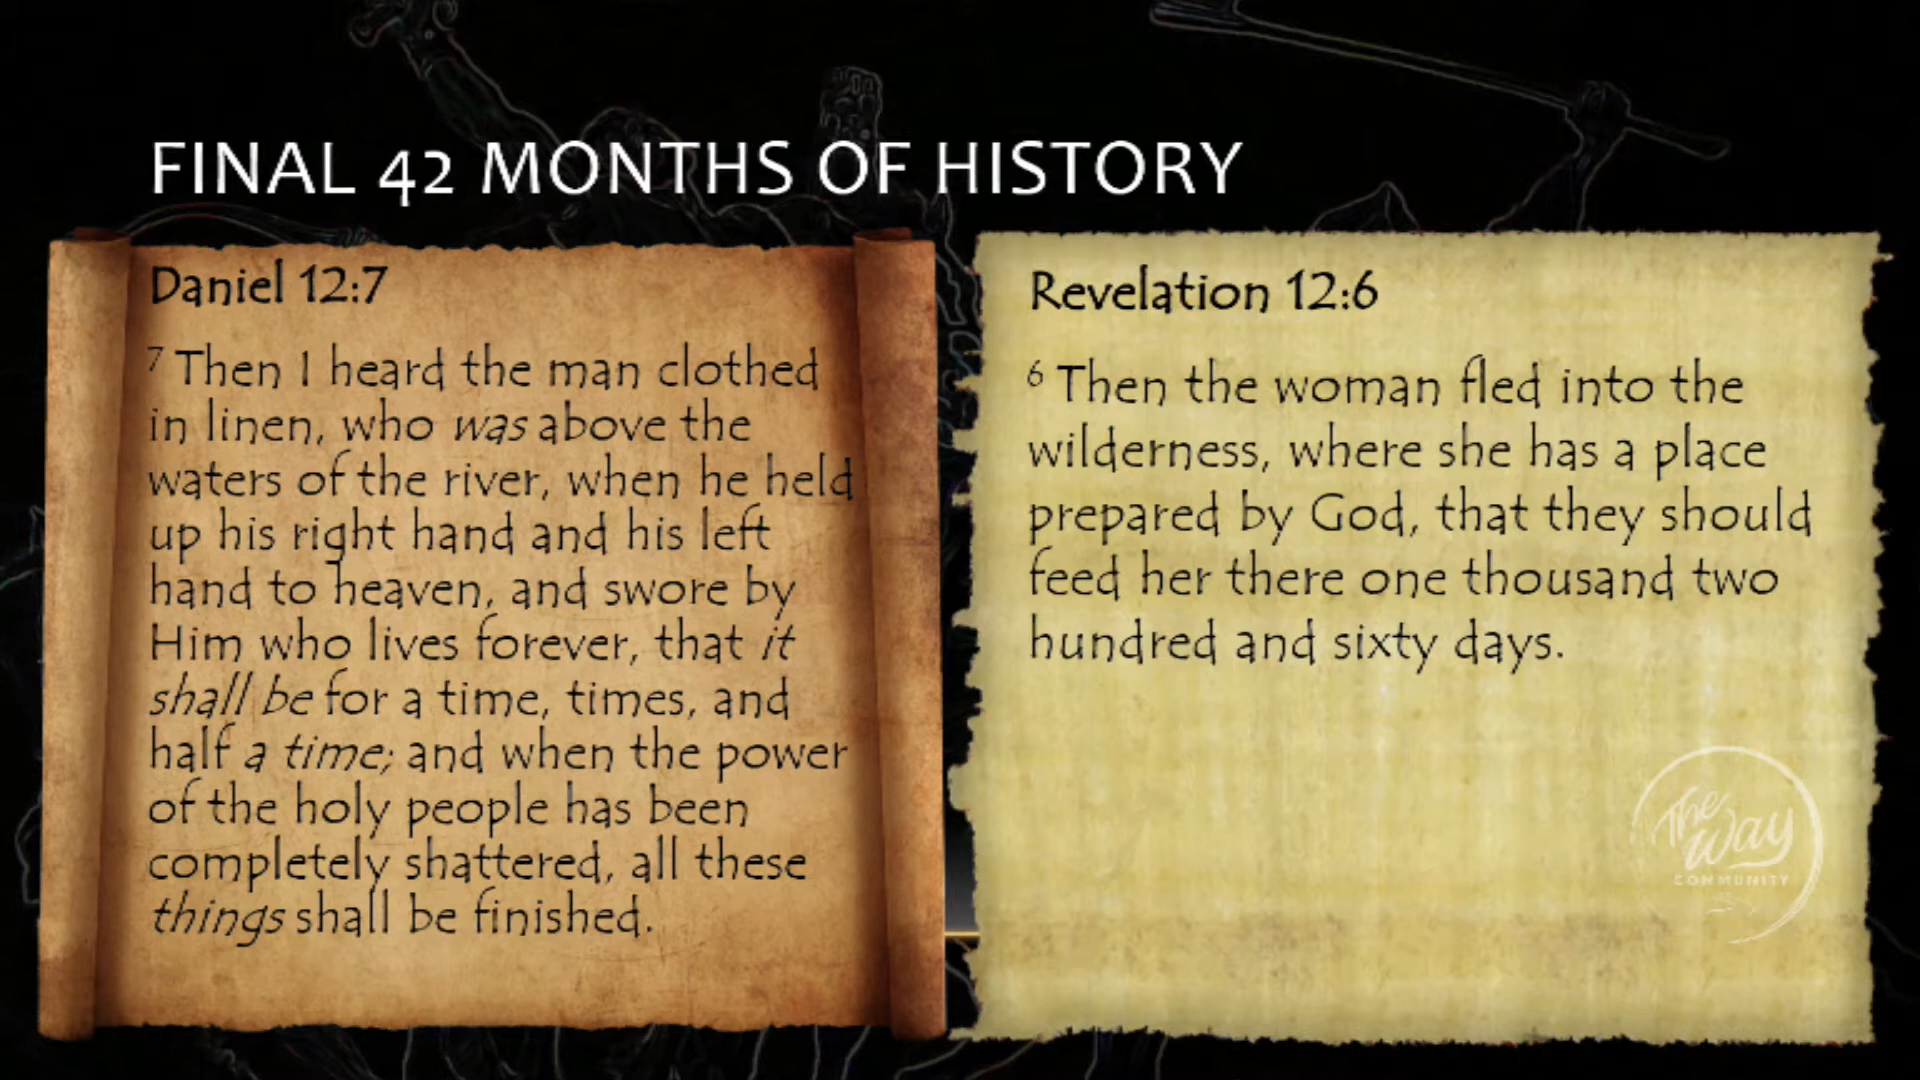 FINAL 42 MONTHS OF HISTORY
Daniel 12:7
7 Then I heard the man clothed
in linen, who was above the
waters of the river, when he held
up his right hand and his left
hand to heaven, and swore by
Him who lives forever, that it
shall be for a time, times, and
half a time; and when the power
of the holy people has been
completely shattered, all these
things shall be finished.
Revelation 12:6
6 Then the woman fled into the
wilderness, where she has a place
prepared by God, that they should
feed her there one thousand two
hundred and sixty days.
The
Way
COMMUNITY